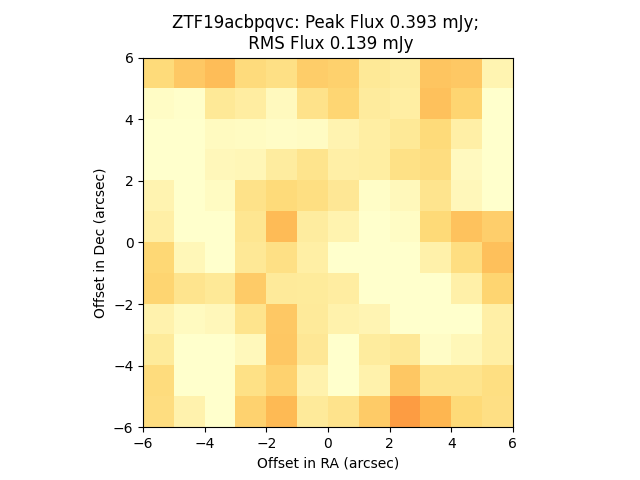 ZTF19acbpqvc: Peak Flux 0.393 mJy;
RMS Flux 0.139 mJy
6
4
2
0
−2
−4
−6
Offset in Dec (arcsec)
−6 −4 −2 0 2 4 6
Offset in RA (arcsec)